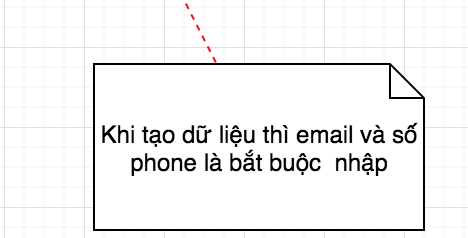 Khi tạo dữ liệu thì email và số
phone là bắt buộc  nhập